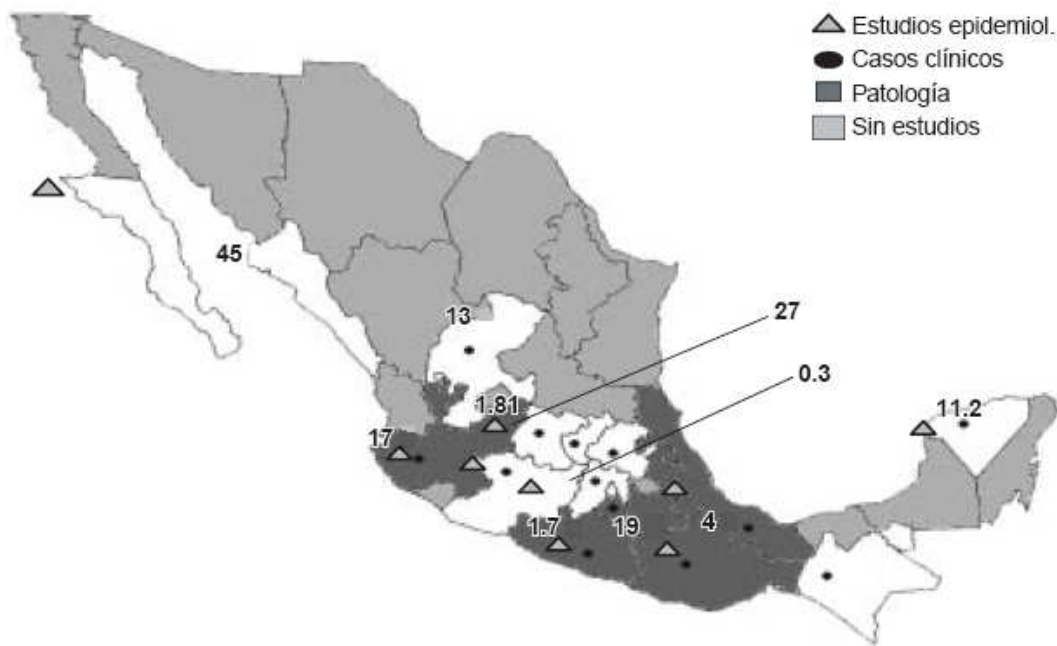 Estudios epidemiol.
Casos clínicos
Patología
Sin estudios
45
13
27
0.3
1.81
11.2
17
1.7
19
4